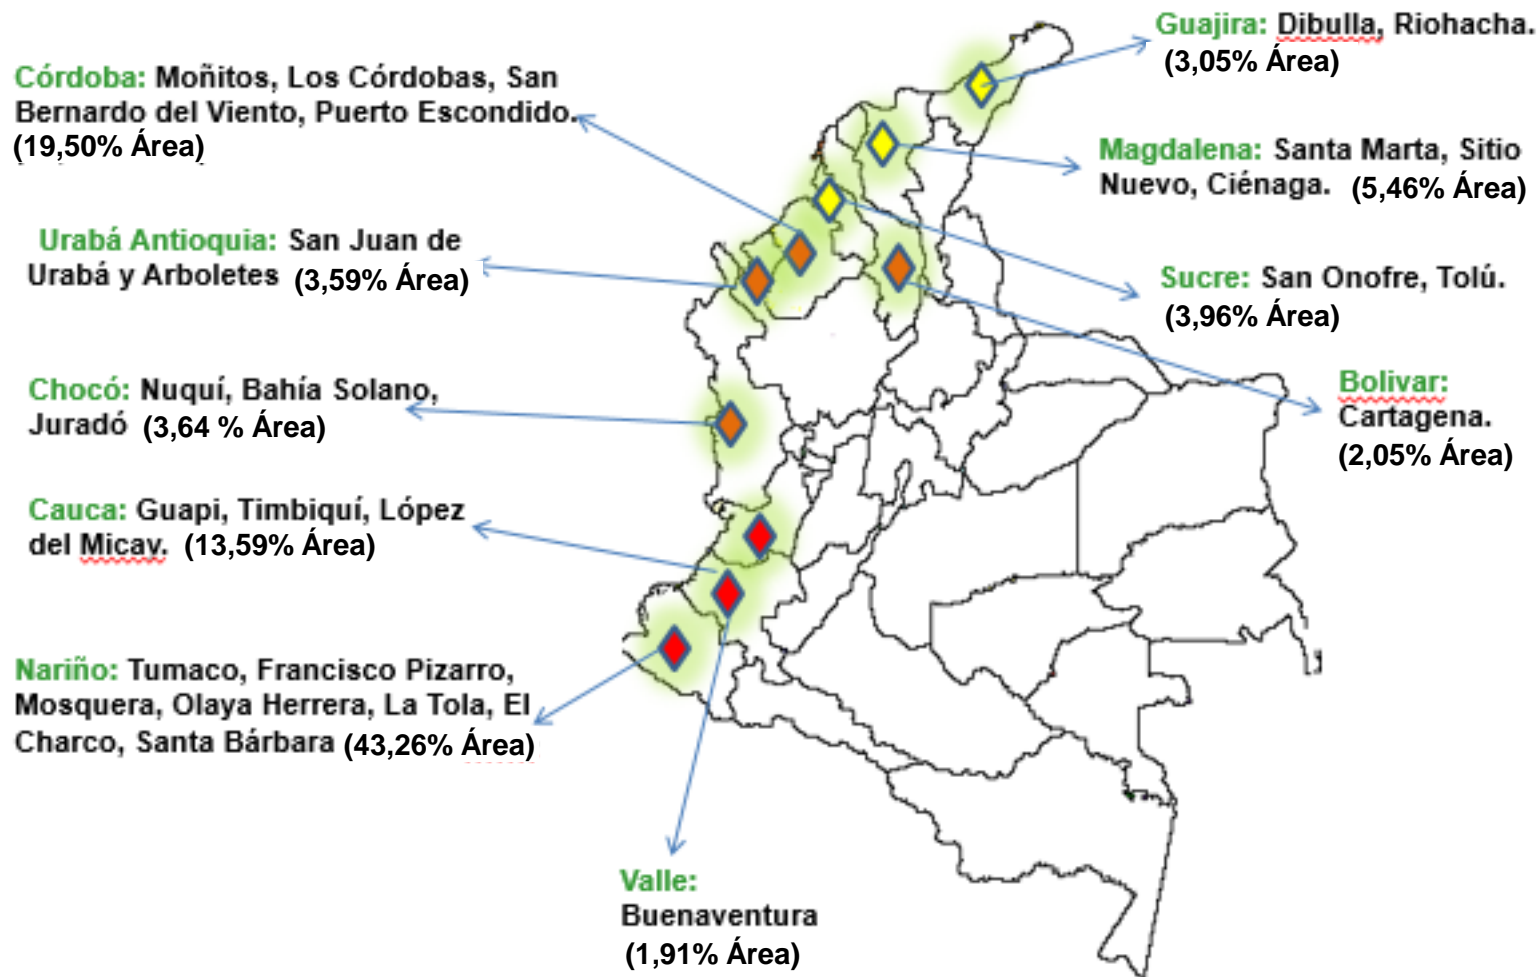 Córdoba: Moñitos, Los Córdobas, San
Bernardo del Viento, Puerto Escondido.
(19,50% Área)
Urabá Antioquia: San Juan de
Urabá y Arboletes (3,59% Área)
Chocó: Nuquí, Bahía Solano,
Juradó (3,64 % Área)
Cauca: Guapi, Timbiquí, López
del Micay. (13,59% Área)
Nariño: Tumaco, Francisco Pizarro,
Mosquera, Olaya Herrera, La Tola, El
Charco, Santa Bárbara (43,26% Área)
Valle:
Buenaventura
(1,91% Área)
Guajira: Dibulla, Riohacha.
(3,05% Área)
Magdalena: Santa Marta, Sitio
Nuevo, Ciénaga. (5,46% Área)
Sucre: San Onofre, Tolú.
(3,96% Área)
Bolivar:
Cartagena.
(2,05% Área)